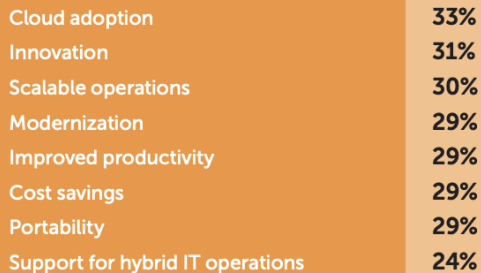 Cloud adoption 33%
Innovation 31%
Scalable operations 30%
Modernization 29%
Improved productivity 29%
Cost savings 29%
Portability 29%
Support for hybrid IT operations 24%